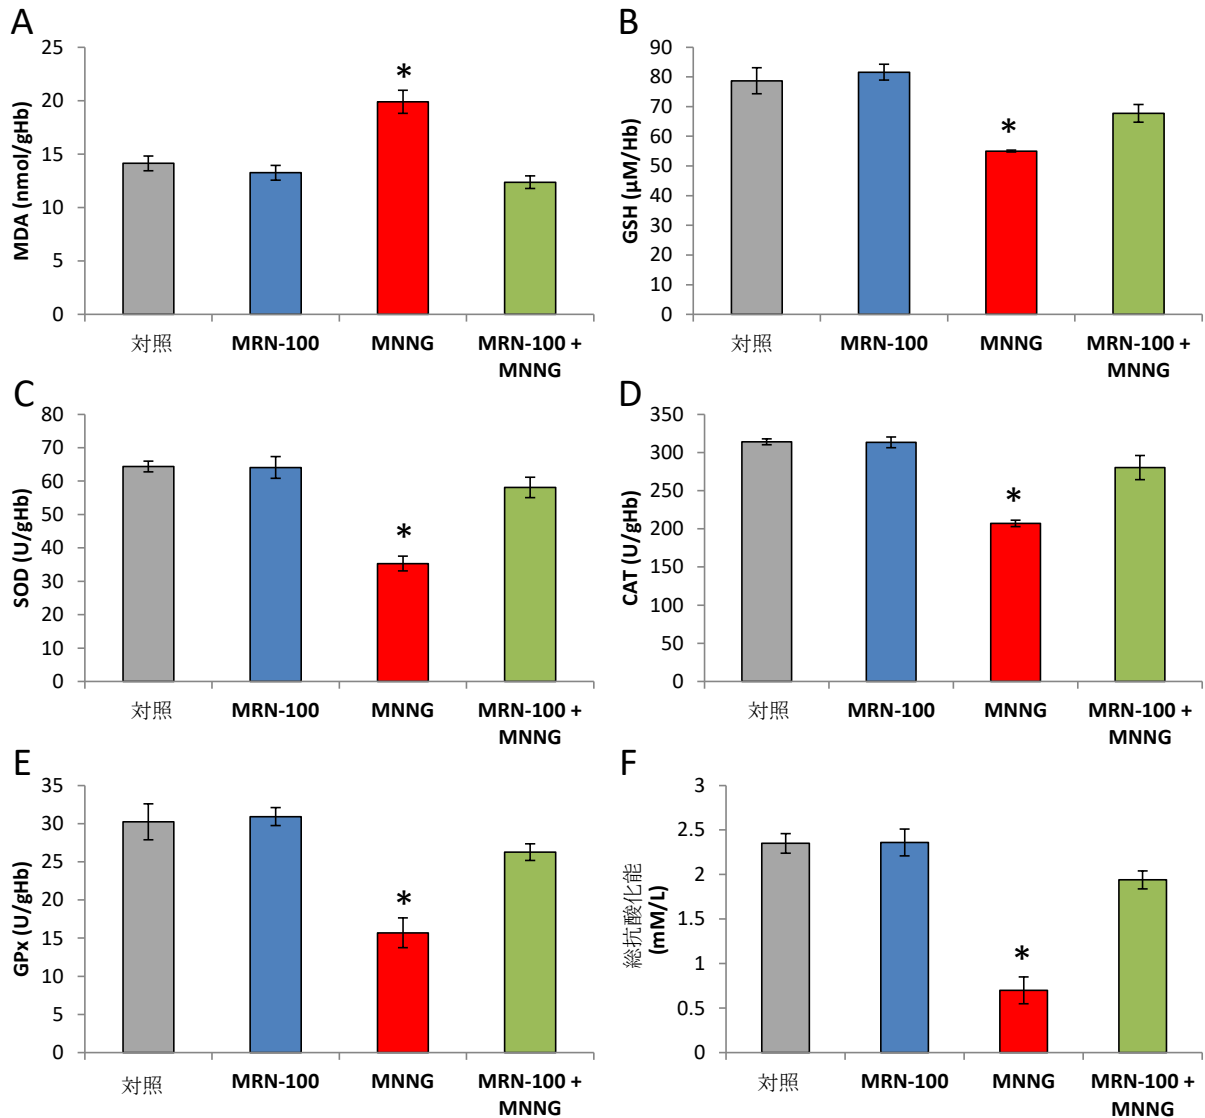 A
MDA (nmol/gHb)
25
20
15
10
5
0
*
対照
MRN-100
MNNG
MRN-100 +
MNNG
B
GSH (µM/Hb)
90
80
70
60
50
40
30
20
10
0
*
対照
MRN-100
MNNG
MRN-100 +
MNNG
C
SOD (U/gHb)
80
70
60
50
40
30
20
10
0
*
対照
MRN-100
MNNG
MRN-100 +
MNNG
D
CAT (U/gHb)
350
300
250
200
150
100
50
0
*
対照
MRN-100
MNNG
MRN-100 +
MNNG
E
GPx (U/gHb)
35
30
25
20
15
10
5
0
*
対照
MRN-100
MNNG
MRN-100 +
MNNG
F
総抗酸化能
(mM/L)
3
2.5
2
1.5
1
0.5
0
*
対照
MRN-100
MNNG
MRN-100 +
MNNG